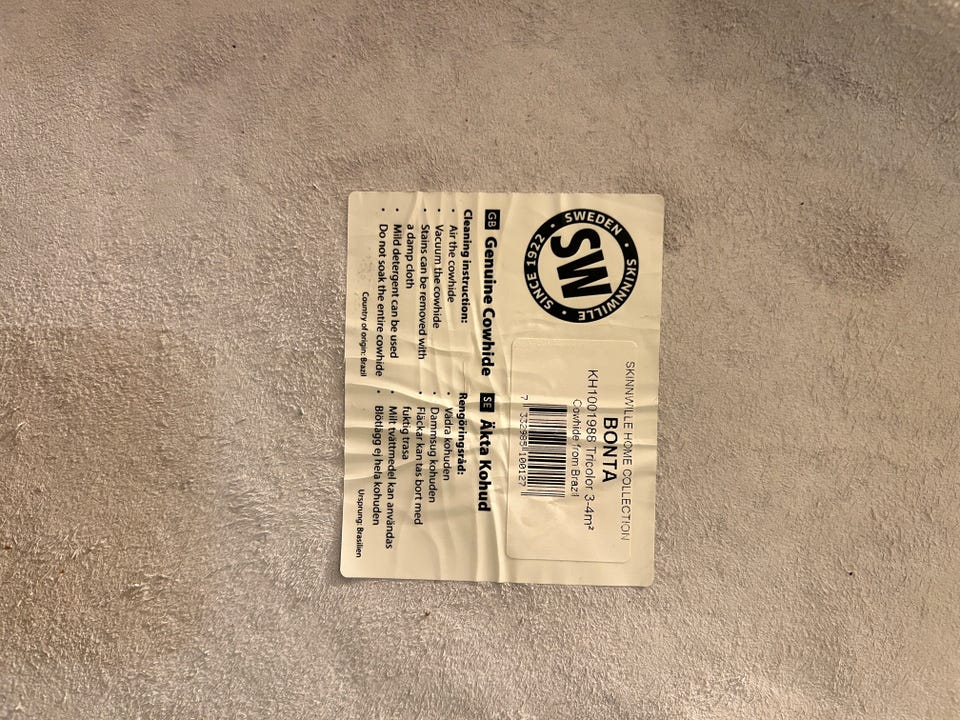 SWEDEN • SKINNWILLE • SINCE 1922 •
SW
SKINNWILLE HOME COLLECTION
BONTA
KH1001988 Tricolor 3-4m²
Cowhide from Brazil
7 332985 100127
GB Genuine Cowhide
Cleaning instruction:
• Air the cowhide
• Vacuum the cowhide
• Stains can be removed with
a damp cloth
• Mild detergent can be used
• Do not soak the entire cowhide
Country of origin: Brazil
SE Äkta Kohud
Rengöringsråd:
• Vädra kohuden
• Dammsug kohuden
• Fläckar kan tas bort med
fuktig trasa
• Milt tvättmedel kan användas
• Blötlägg ej hela kohuden
Ursprung: Brasilien